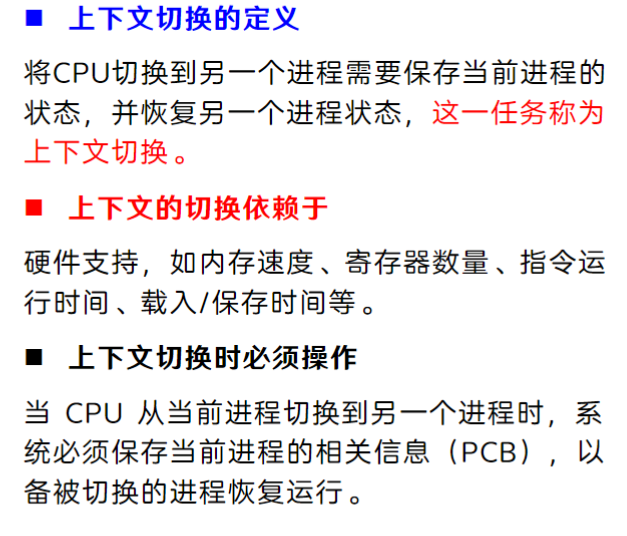 ■ 上下文切换的定义
将CPU切换到另一个进程需要保存当前进程的
状态，并恢复另一个进程状态，这一任务称为
上下文切换。
■ 上下文的切换依赖于
硬件支持，如内存速度、寄存器数量、指令运
行时间、载入/保存时间等。
■ 上下文切换时必须操作
当 CPU 从当前进程切换到另一个进程时，系
统必须保存当前进程的相关信息（PCB），以
备被切换的进程恢复运行。